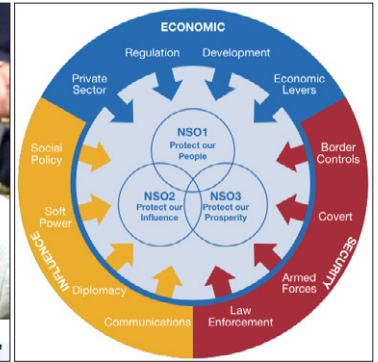 ECONOMIC
Regulation
Development
Private
Sector
Economic
Levers
NSO1
Protect our
People
Social
Policy
Border
Controls
NSO2
Protect our
Influence
NSO3
Protect our
Prosperity
Soft
Power
Covert
INFLUENCE
SECURITY
Diplomacy
Armed
Forces
Communications
Law
Enforcement